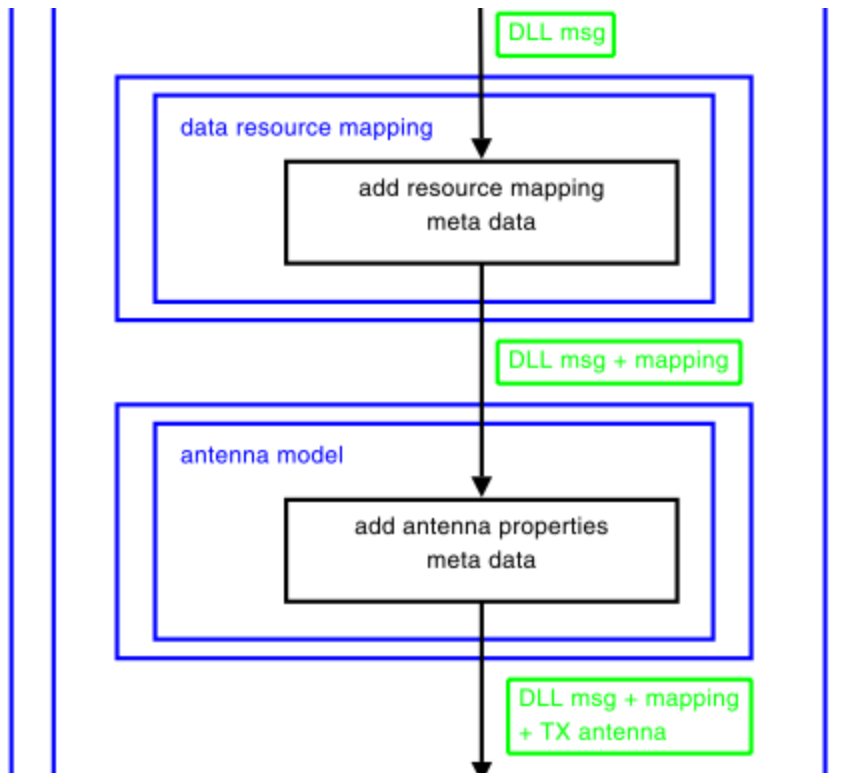 DLL msg
data resource mapping
add resource mapping
meta data
DLL msg + mapping
antenna model
add antenna properties
meta data
DLL msg + mapping
+ TX antenna